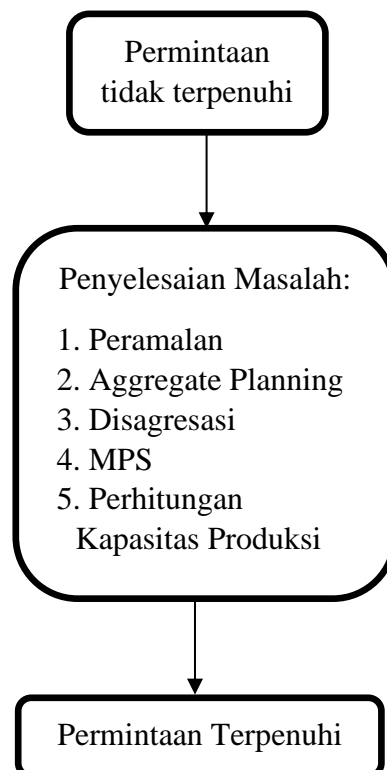 Permintaan
tidak terpenuhi
Penyelesaian Masalah:
1. Peramalan
2. Aggregate Planning
3. Disagresasi
4. MPS
5. Perhitungan
Kapasitas Produksi
Permintaan Terpenuhi